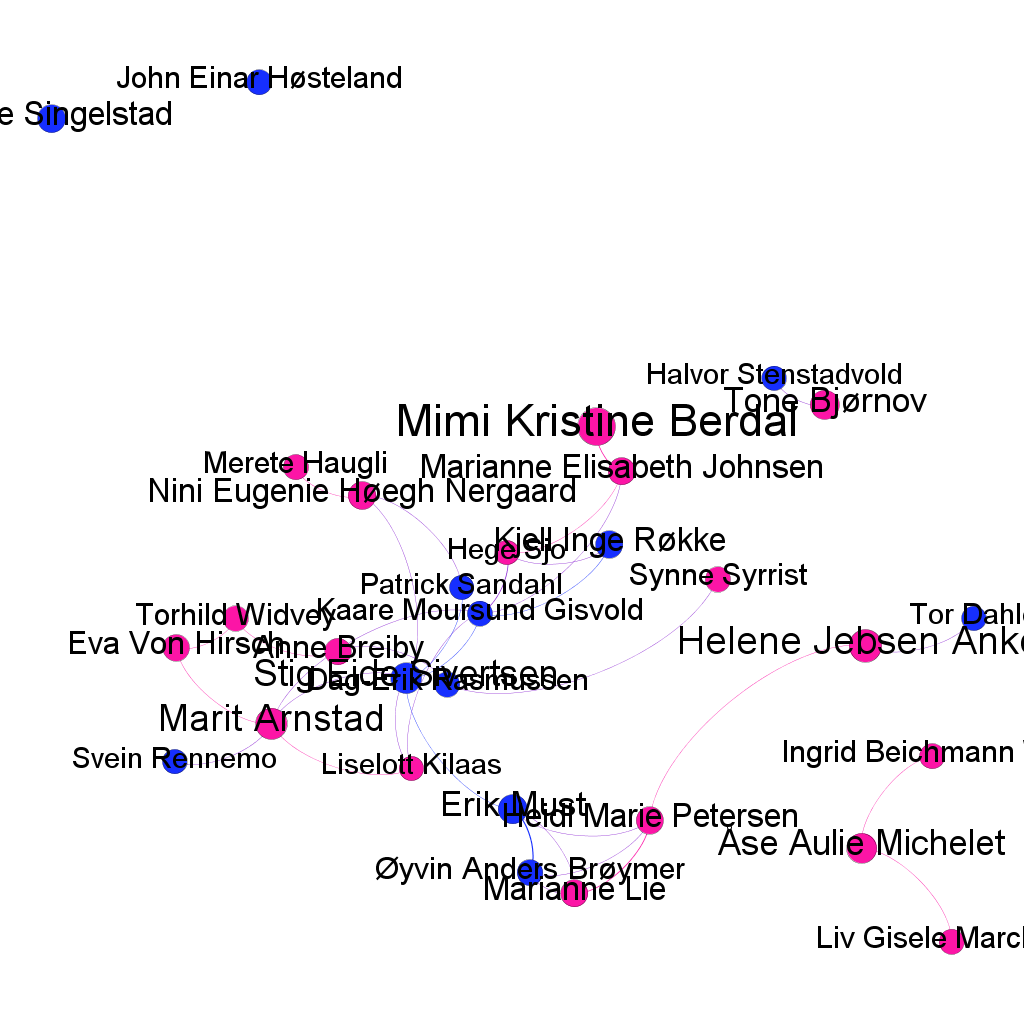 John Einar Høsteland
e Singelstad
Halvor Stenstadvold
Tone Bjørnov
Mimi Kristine Berdal
Merete Haugli
Marianne Elisabeth Johnsen
Nini Eugenie Høegh Nergaard
Kjell Inge Røkke
Hege Sjo
Synne Syrrist
Patrick Sandahl
Kaare Moursund Gisvold
Torhild Widvey
Tor Dahle
Eva Von Hirsch
Anne Breiby
Helene Jebsen Anke
Stig Eide Sivertsen
Dag Erik Rasmussen
Marit Arnstad
Svein Rennemo
Liselott Kilaas
Ingrid Beichmann
Erik Must
Heidi Marie Petersen
Åse Aulie Michelet
Øyvin Anders Brøymer
Marianne Lie
Liv Gisele March